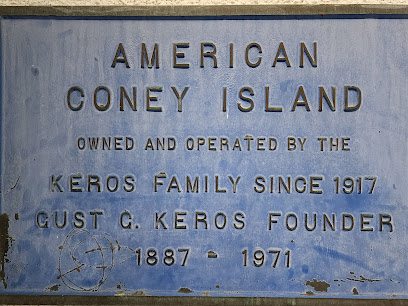 AMERICAN
CONEY ISLAND
OWNED AND OPERATED BY THE
KEROS FAMILY SINCE 1917
GUST G. KEROS FOUNDER
1887 - 1971